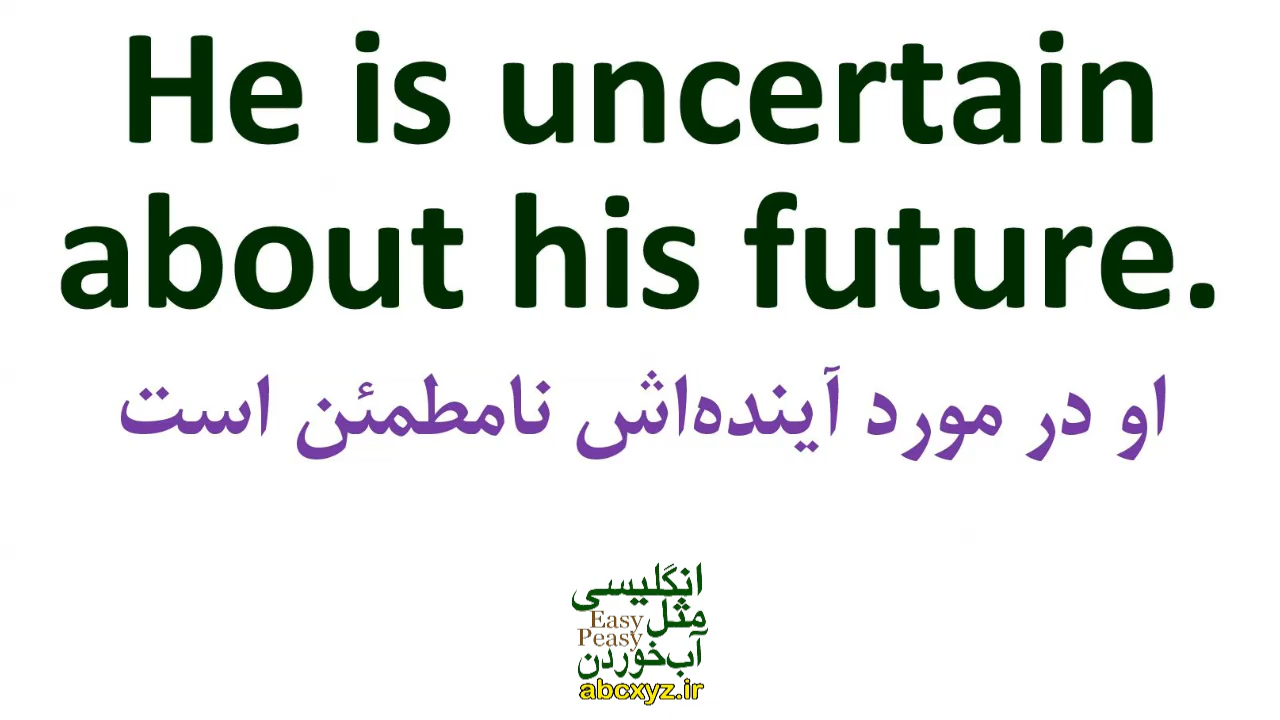 He is uncertain
about his future.
او در مورد آینده‌اش نامطمئن است
انگلیسی
مثل
Easy
Peasy
آب‌خوردن
abcxyz.ir